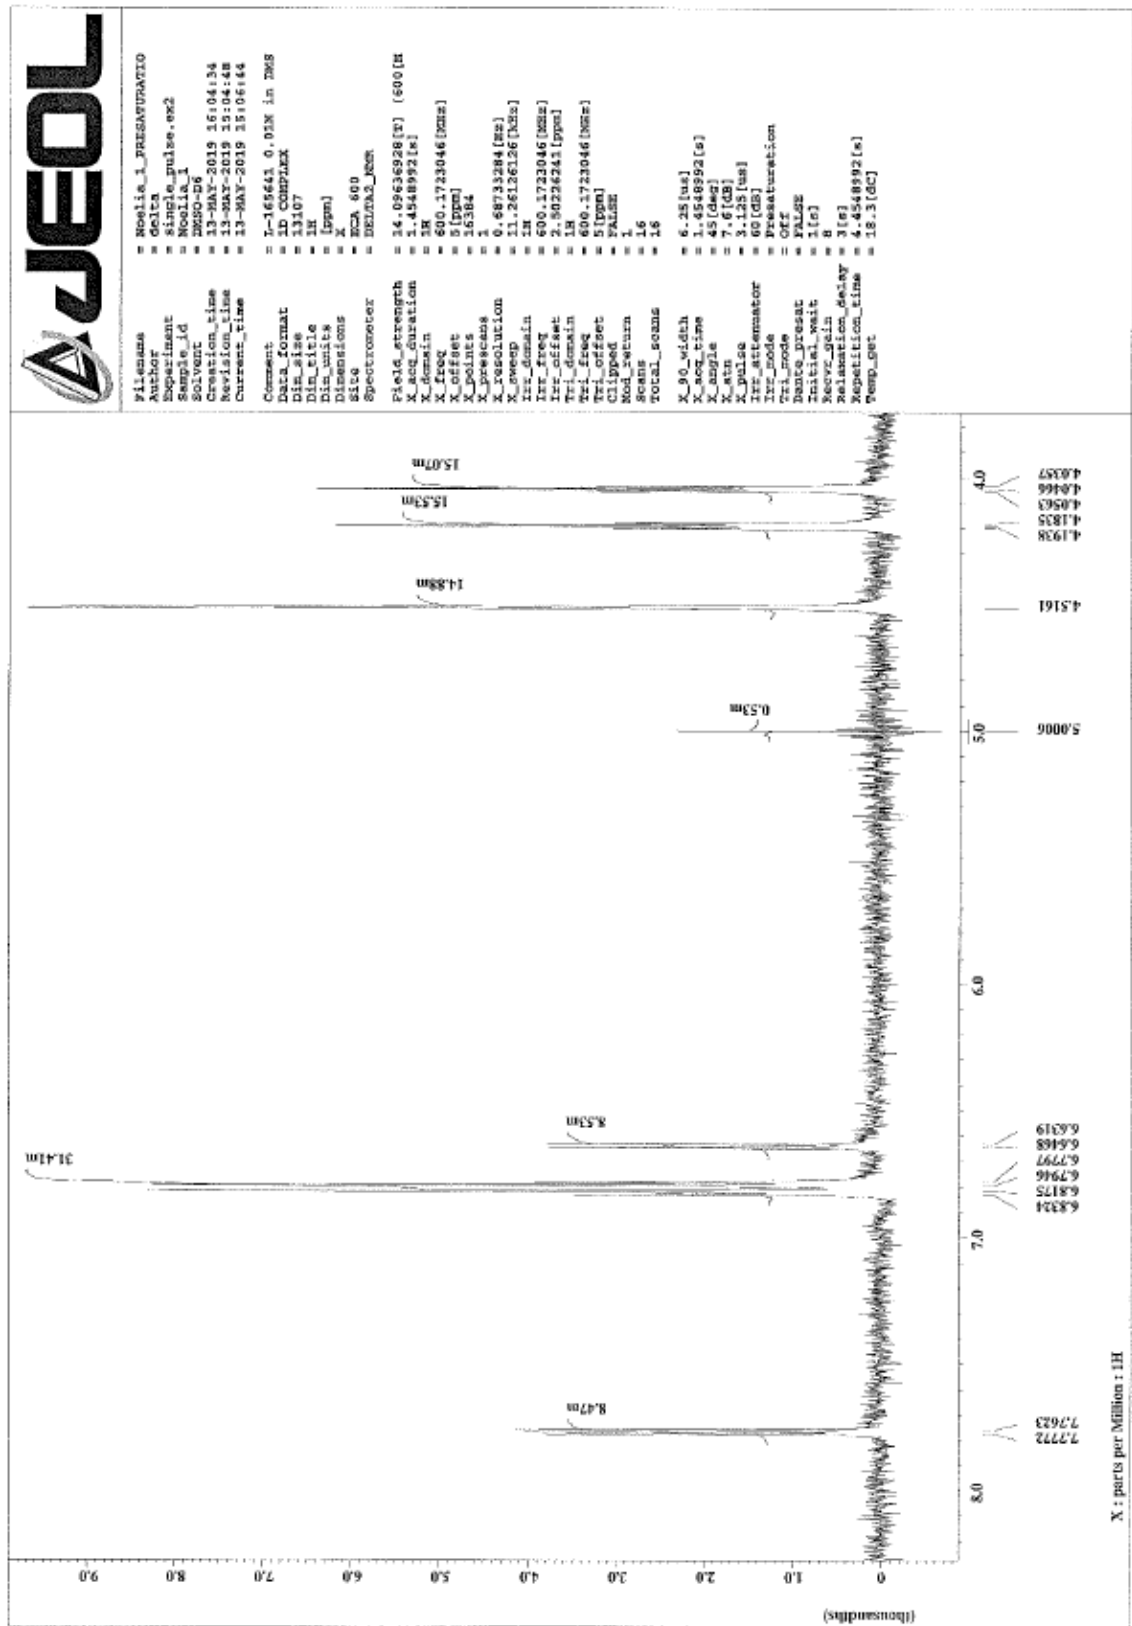 JEOL
Filename = Noelia_1_PRESATURATIO
Author = delta
Experiment = single_pulse.ex2
Sample_id = Noelia_1
Solvent = DMSO-D6
Creation_time = 13-MAY-2019 16:04:34
Revision_time = 13-MAY-2019 15:04:48
Current_time = 13-MAY-2019 15:06:44
Comment = L-165641 0.01M in DMS
Data_format = 1D COMPLEX
Dim_size = 13107
Dim_title = 1H
Dim_units = [ppm]
Dimensions = X
Site = ECA 600
Spectrometer = DELTA2_NMR
Field_strength = 14.09636928[T] (600[M
X_acq_duration = 1.4548992[s]
X_domain = 1H
X_freq = 600.1723046[MHz]
X_offset = 5[ppm]
X_points = 16384
X_prescans = 1
X_resolution = 0.68733284[Hz]
X_sweep = 11.26126126[kHz]
Irr_domain = 1H
Irr_freq = 600.1723046[MHz]
Irr_offset = 2.50226241[ppm]
Tri_domain = 1H
Tri_freq = 600.1723046[MHz]
Tri_offset = 5[ppm]
Clipped = FALSE
Mod_return = 1
Scans = 16
Total_scans = 16
X_90_width = 6.25[us]
X_acq_time = 1.4548992[s]
X_angle = 45[deg]
X_atn = 7.6[dB]
X_pulse = 3.125[us]
Irr_attenuator = 60[dB]
Irr_mode = Presaturation
Tri_mode = Off
Dante_presat = FALSE
Initial_wait = 1[s]
Recvr_gain = 8
Relaxation_delay = 3[s]
Repetition_time = 4.4548992[s]
Temp_get = 18.3[dC]
(thousandths)
0 1.0 2.0 3.0 4.0 5.0 6.0 7.0 8.0 9.0
8.47m
31.41m
8.53m
0.53m
14.88m
15.53m
15.07m
8.0 7.0 6.0 5.0 4.0
7.7772
7.7623
6.8324
6.8175
6.7946
6.7797
6.6468
6.6319
5.0006
4.5161
4.1938
4.1835
4.0563
4.0466
4.0357
X : parts per Million : 1H